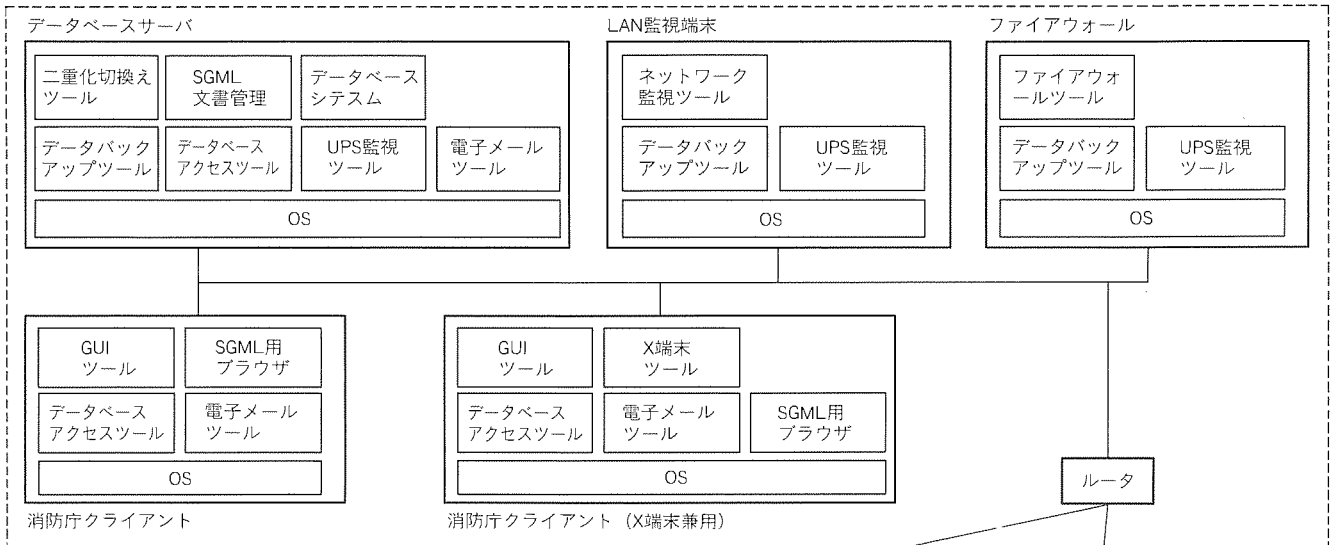 データベースサーバ
二重化切換え
ツール
SGML
文書管理
データベース
システスム
データバック
アップツール
データベース
アクセスツール
UPS監視
ツール
電子メール
ツール
OS
LAN監視端末
ネットワーク
監視ツール
データバック
アップツール
UPS監視
ツール
OS
ファイアウォール
ファイアウォ
ールツール
データバック
アップツール
UPS監視
ツール
OS
GUI
ツール
SGML用
ブラウザ
データベース
アクセスツール
電子メール
ツール
OS
消防庁クライアント
GUI
ツール
X端末
ツール
データベース
アクセスツール
電子メール
ツール
SGML用
ブラウザ
OS
消防庁クライアント（X端末兼用）
ルータ